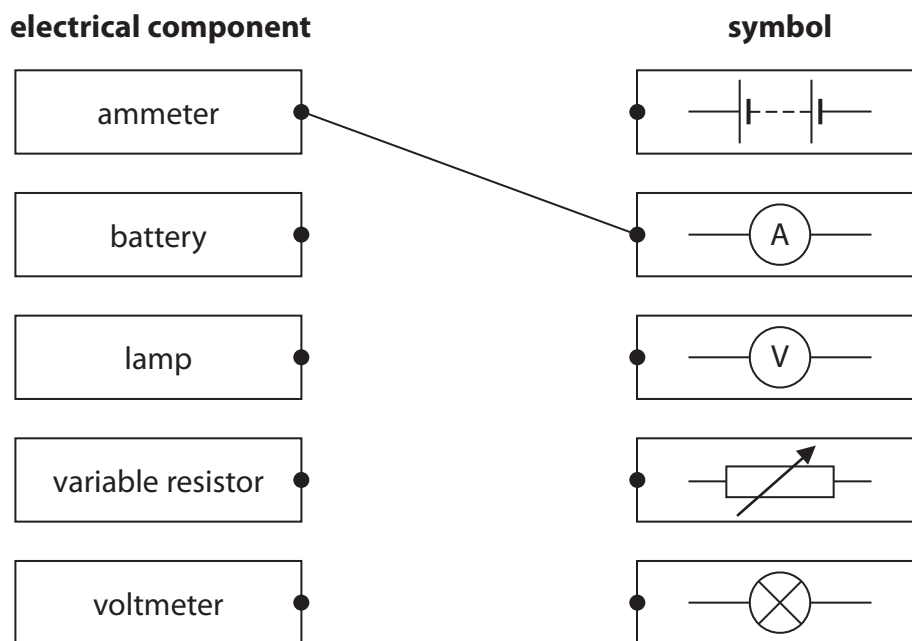 electrical component symbol
ammeter
battery A
lamp V
variable resistor
voltmeter